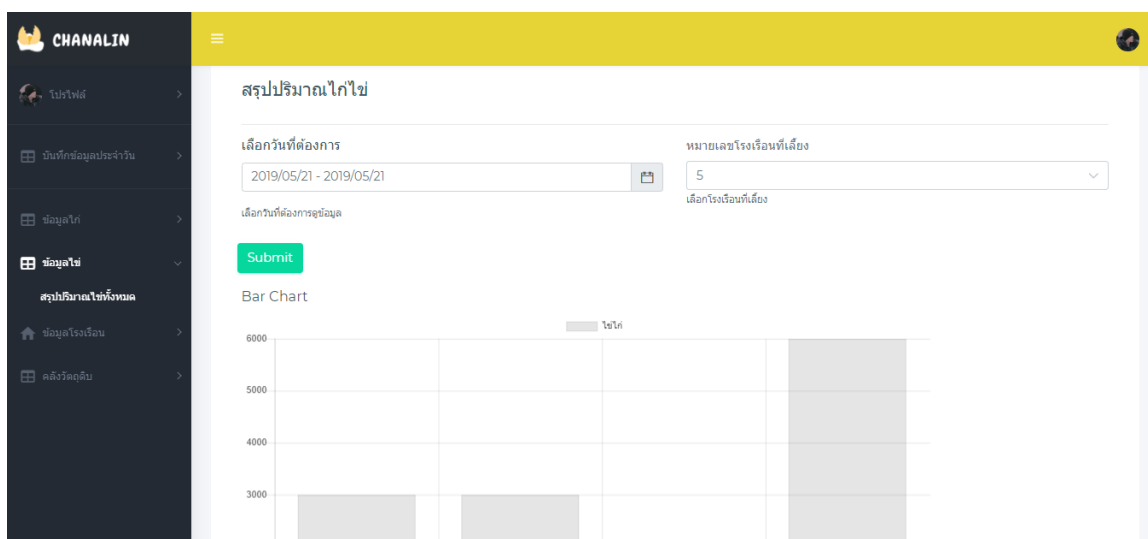 CHANALIN
โปรไฟล์
บันทึกข้อมูลประจำวัน
ข้อมูลไก่
ข้อมูลไข่
สรุปปริมาณไข่ทั้งหมด
ข้อมูลโรงเรือน
คลังวัตถุดิบ
สรุปปริมาณไก่ไข่
เลือกวันที่ต้องการ
2019/05/21 - 2019/05/21
เลือกวันที่ต้องการดูข้อมูล
หมายเลขโรงเรือนที่เลี้ยง
5
เลือกโรงเรือนที่เลี้ยง
Submit
Bar Chart
ไข่ไก่
6000
5000
4000
3000